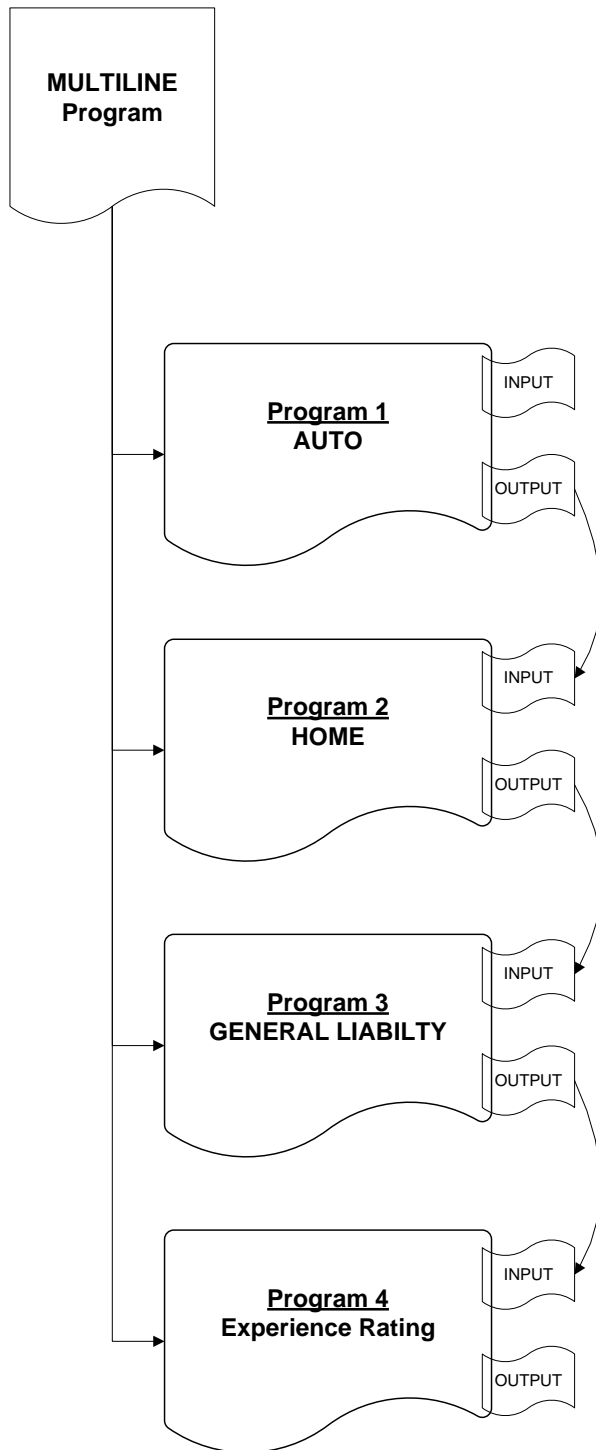 MULTILINE
Program
INPUT
Program 1
AUTO
OUTPUT
INPUT
Program 2
HOME
OUTPUT
INPUT
Program 3
GENERAL LIABILTY
OUTPUT
INPUT
Program 4
Experience Rating
OUTPUT